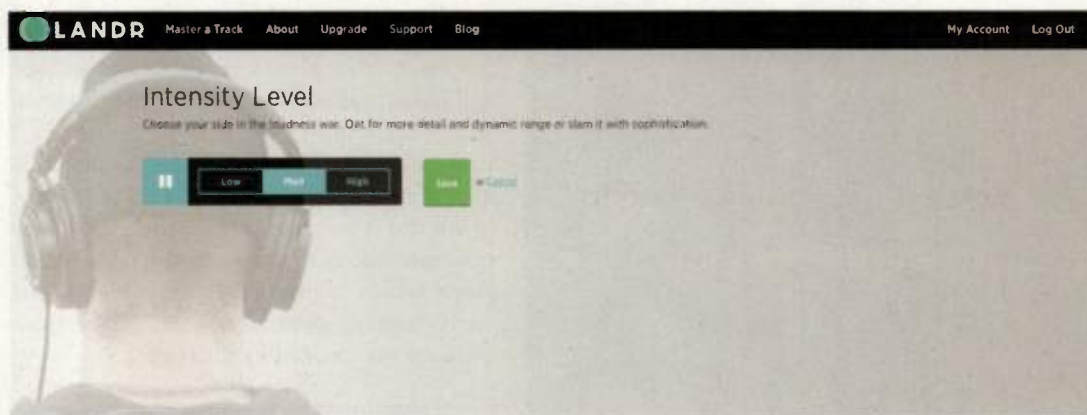 LANDR Master a Track About Upgrade Support Blog My Account Log Out
Intensity Level
Choose your side in the loudness war. Opt for more detail and dynamic range or slam it with sophistication.
Low Med High Save or Cancel